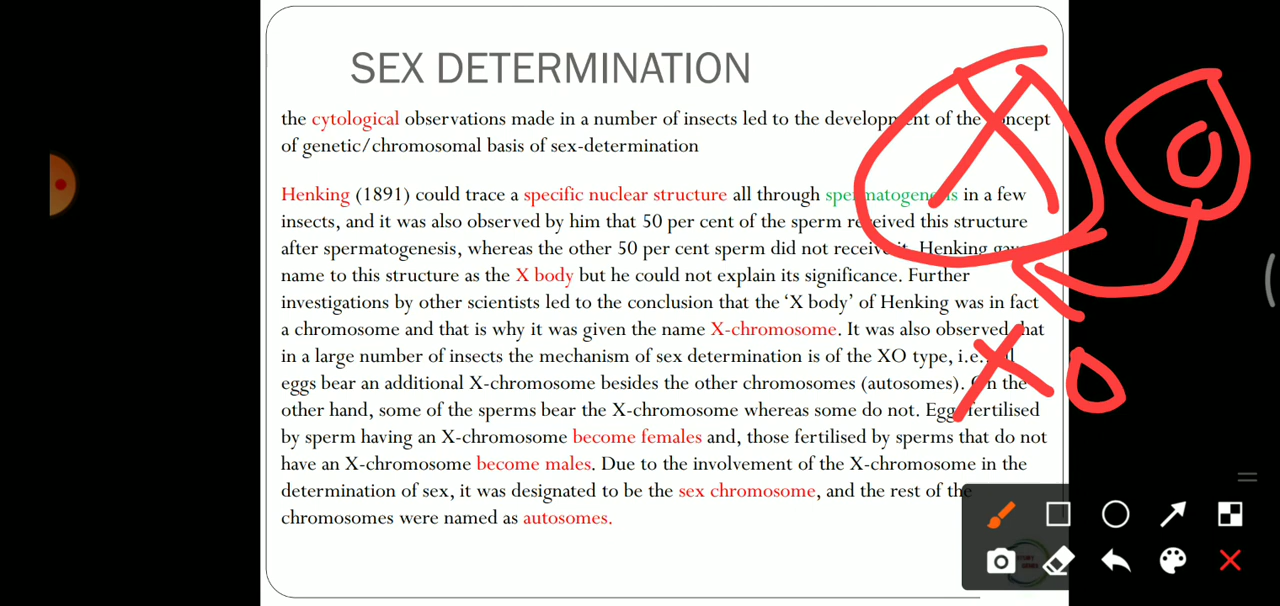 SEX DETERMINATION
the cytological observations made in a number of insects led to the development of the concept
of genetic/chromosomal basis of sex-determination
Henking (1891) could trace a specific nuclear structure all through spermatogenesis in a few
insects, and it was also observed by him that 50 per cent of the sperm received this structure
after spermatogenesis, whereas the other 50 per cent sperm did not receive it. Henking gave
name to this structure as the X body but he could not explain its significance. Further
investigations by other scientists led to the conclusion that the ‘X body’ of Henking was in fact
a chromosome and that is why it was given the name X-chromosome. It was also observed that
in a large number of insects the mechanism of sex determination is of the XO type, i.e., all
eggs bear an additional X-chromosome besides the other chromosomes (autosomes). On the
other hand, some of the sperms bear the X-chromosome whereas some do not. Eggs fertilised
by sperm having an X-chromosome become females and, those fertilised by sperms that do not
have an X-chromosome become males. Due to the involvement of the X-chromosome in the
determination of sex, it was designated to be the sex chromosome, and the rest of the
chromosomes were named as autosomes.
X O
XO